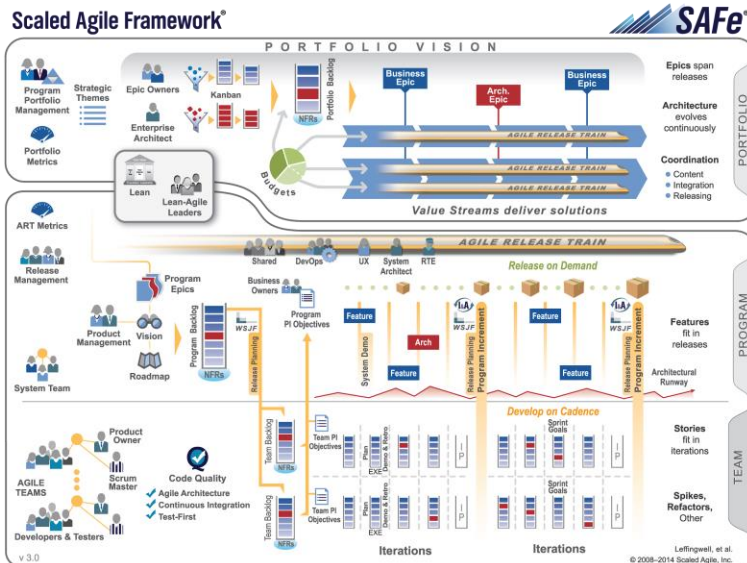 Scaled Agile Framework®
SAFe®
PORTFOLIO VISION
Program
Portfolio
Management
Strategic
Themes
Portfolio
Metrics
Epic Owners
Enterprise
Architect
Kanban
Portfolio Backlog
NFRs
Budgets
Business
Epic
Arch.
Epic
Business
Epic
AGILE RELEASE TRAIN
AGILE RELEASE TRAIN
AGILE RELEASE TRAIN
Value Streams deliver solutions
Epics span
releases
Architecture
evolves
continuously
Coordination
• Content
• Integration
• Releasing
PORTFOLIO
Lean
Lean-Agile
Leaders
ART Metrics
Release
Management
Program
Epics
Product
Management
Vision
Roadmap
System Team
Program Backlog
NFRs
WSJF
Release Planning
AGILE RELEASE TRAIN
Shared
DevOps
UX
System
Architect
RTE
Business
Owners
Program
PI Objectives
Release on Demand
Feature
System Demo
Feature
Arch
I&A
WSJF
Release Planning
Program Increment
Feature
Feature
I&A
WSJF
Release Planning
Program Increment
Architectural
Runway
Features
fit in
releases
PROGRAM
Develop on Cadence
Product
Owner
AGILE
TEAMS
Scrum
Master
Developers & Testers
Code Quality
Agile Architecture
Continuous Integration
Test-First
Team Backlog
NFRs
Team PI
Objectives
Plan
EXE
Demo & Retro
I P
Sprint
Goals
I P
Team Backlog
NFRs
Team PI
Objectives
Plan
EXE
Demo & Retro
I P
Sprint
Goals
I P
Iterations
Iterations
Stories
fit in
iterations
Spikes,
Refactors,
Other
TEAM
v 3.0
Leffingwell, et al.
© 2008–2014 Scaled Agile, Inc.